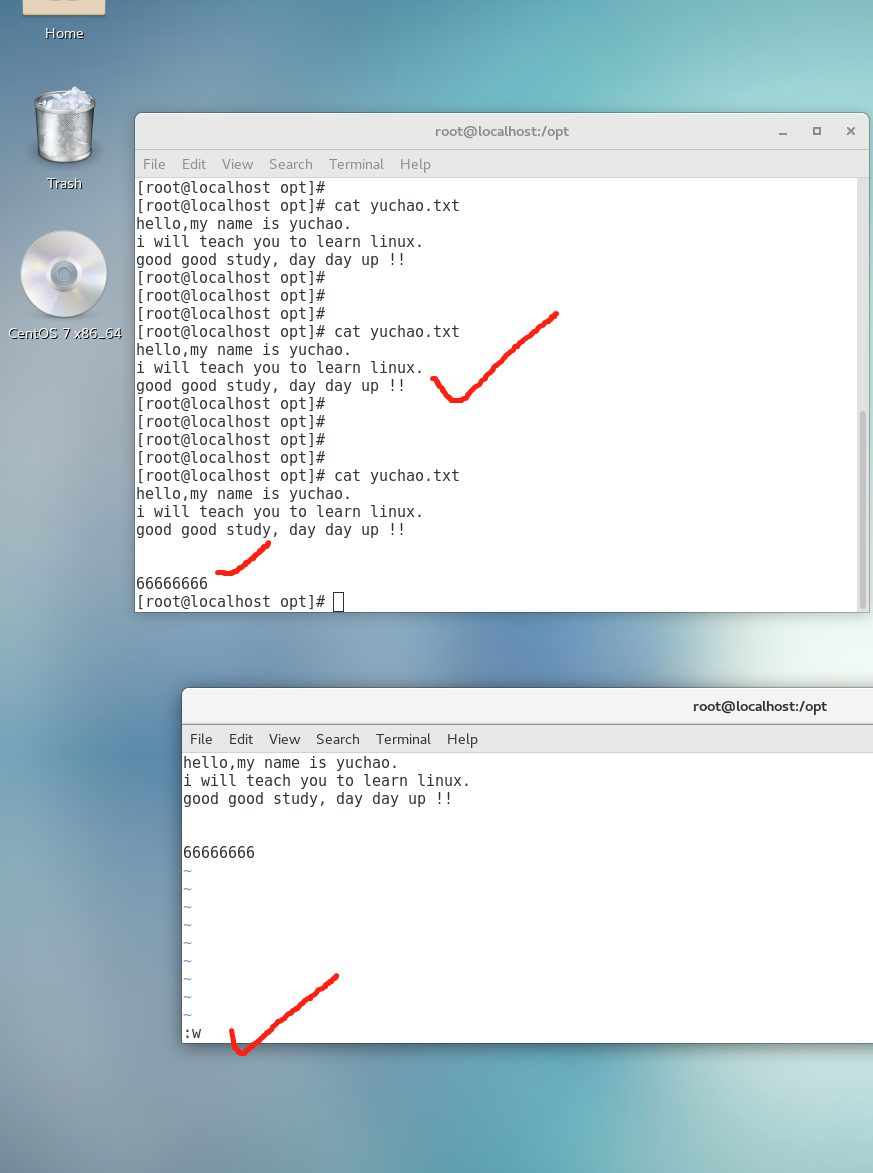 Home
Trash
CentOS 7 x86_64
root@localhost:/opt
File Edit View Search Terminal Help
[root@localhost opt]#
[root@localhost opt]# cat yuchao.txt
hello,my name is yuchao.
i will teach you to learn linux.
good good study, day day up !!
[root@localhost opt]#
[root@localhost opt]#
[root@localhost opt]#
[root@localhost opt]# cat yuchao.txt
hello,my name is yuchao.
i will teach you to learn linux.
good good study, day day up !!
[root@localhost opt]#
[root@localhost opt]#
[root@localhost opt]#
[root@localhost opt]#
[root@localhost opt]# cat yuchao.txt
hello,my name is yuchao.
i will teach you to learn linux.
good good study, day day up !!
66666666
[root@localhost opt]#
root@localhost:/opt
File Edit View Search Terminal Help
hello,my name is yuchao.
i will teach you to learn linux.
good good study, day day up !!
66666666
~
~
~
~
~
~
~
~
~
:w